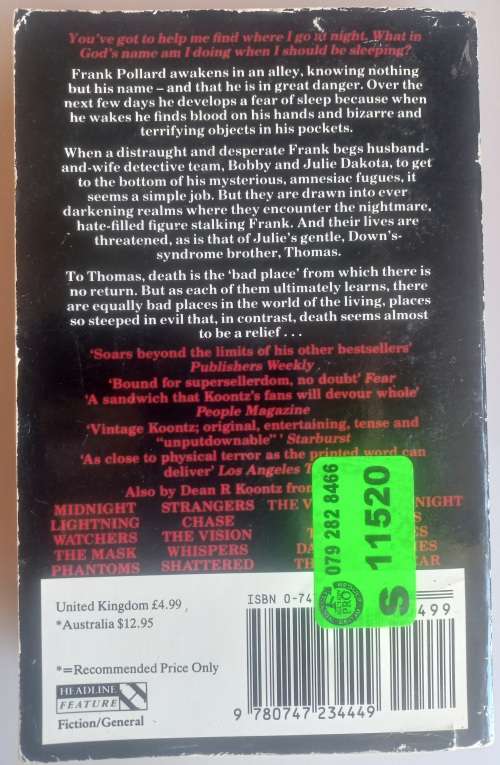 You've got to help me find where I go at night. What in
God's name am I doing when I should be sleeping?
Frank Pollard awakens in an alley, knowing nothing
but his name – and that he is in great danger. Over the
next few days he develops a fear of sleep because when
he wakes he finds blood on his hands and bizarre and
terrifying objects in his pockets.
When a distraught and desperate Frank begs husband-
and-wife detective team, Bobby and Julie Dakota, to get
to the bottom of his mysterious, amnesiac fugues, it
seems a simple job. But they are drawn into ever
darkening realms where they encounter the nightmare,
hate-filled figure stalking Frank. And their lives are
threatened, as is that of Julie's gentle, Down's-
syndrome brother, Thomas.
To Thomas, death is the 'bad place' from which there is
no return. But as each of them ultimately learns, there
are equally bad places in the world of the living, places
so steeped in evil that, in contrast, death seems almost
to be a relief . . .
'Soars beyond the limits of his other bestsellers'
Publishers Weekly
'Bound for supersellerdom, no doubt' Fear
'A sandwich that Koontz's fans will devour whole'
People Magazine
'Vintage Koontz; original, entertaining, tense and
"unputdownable" ' Starburst
'As close to physical terror as the printed word can
deliver' Los Angeles
Also by Dean R Koontz from
MIDNIGHT STRANGERS THE NIGHT
LIGHTNING CHASE
WATCHERS THE VISION
THE MASK WHISPERS
PHANTOMS SHATTERED
079 282 8466
S 11520
PRO
United Kingdom £4.99
*Australia $12.95
*=Recommended Price Only
HEADLINE
FEATURE
Fiction/General
ISBN 0-74
499
9 780747 234449